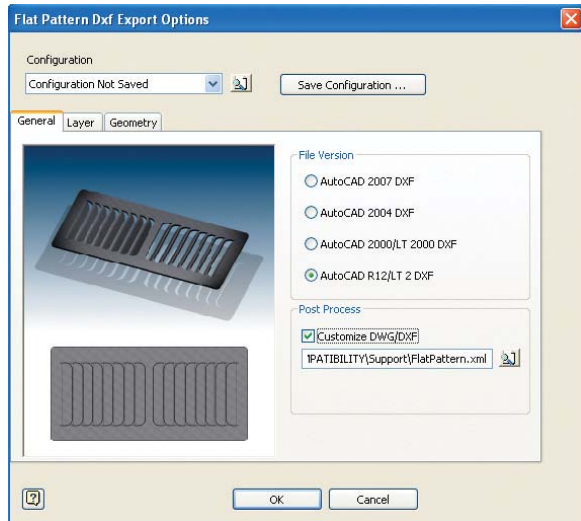 Flat Pattern Dxf Export Options
Configuration
Configuration Not Saved
Save Configuration ...
General Layer Geometry
File Version
AutoCAD 2007 DXF
AutoCAD 2004 DXF
AutoCAD 2000/LT 2000 DXF
AutoCAD R12/LT 2 DXF
Post Process
Customize DWG/DXF
PATIBILITY\Support\FlatPattern.xml
OK Cancel